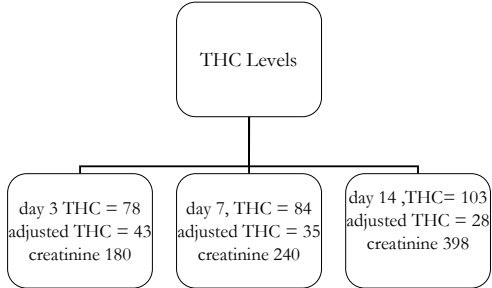 THC Levels
day 3 THC = 78
adjusted THC = 43
creatinine 180
day 7, THC = 84
adjusted THC = 35
creatinine 240
day 14 ,THC= 103
adjusted THC = 28
creatinine 398